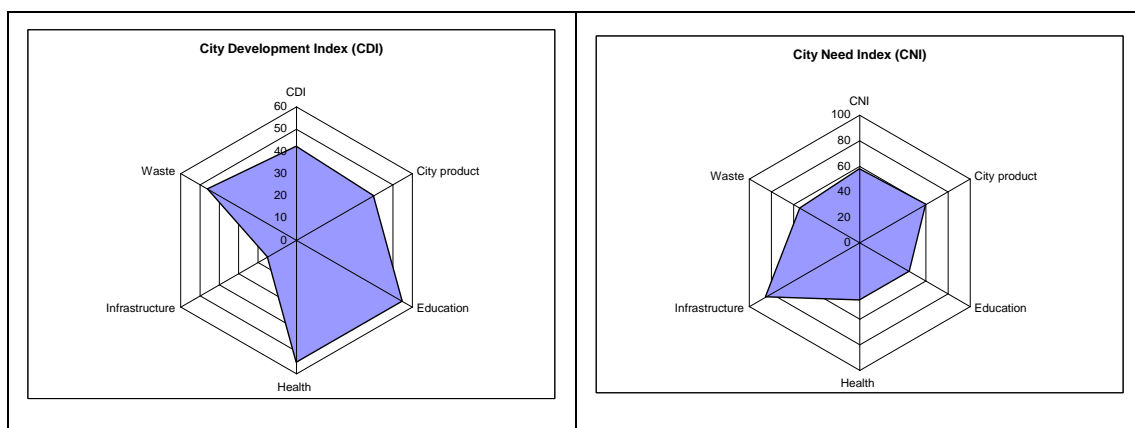 City Development Index (CDI)
CDI
60
50
40
30
20
10
0
City product
Education
Health
Infrastructure
Waste
City Need Index (CNI)
CNI
100
80
60
40
20
0
City product
Education
Health
Infrastructure
Waste